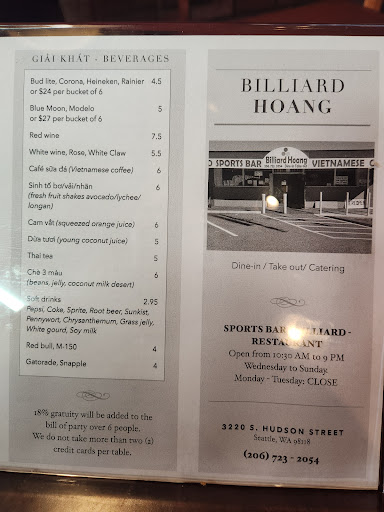 GIẢI KHÁT - BEVERAGES
Bud lite, Corona, Heineken, Rainier 4.5
or $24 per bucket of 6
Blue Moon, Modelo 5
or $27 per bucket of 6
Red wine 7.5
White wine, Rose, White Claw 5.5
Café sữa đá (Vietnamese coffee) 6
Sinh tố bơ/vải/nhãn 6
(fresh fruit shakes avocado/lychee/
longan)
Cam vắt (squeezed orange juice) 6
Dừa tươi (young coconut juice) 5
Thai tea 5
Chè 3 màu 6
(beans, jelly, coconut milk desert)
Soft drinks 2.95
Pepsi, Coke, Sprite, Root beer, Sunkist,
Pennywort, Chrysanthemum, Grass jelly,
White gourd, Soy milk
Red bull, M-150 4
Gatorade, Snapple 4
18% gratuity will be added to the
bill of party over 6 people.
We do not take more than two (2)
credit cards per table.
BILLIARD
HOANG
SPORTS BAR
Billiard Hoang
VIETNAMESE
Dine-in / Take out/ Catering
SPORTS BAR - BILLIARD -
RESTAURANT
Open from 10:30 AM to 9 PM
Wednesday to Sunday.
Monday - Tuesday: CLOSE
3220 S. HUDSON STREET
Seattle, WA 98118
(206) 723 - 2054